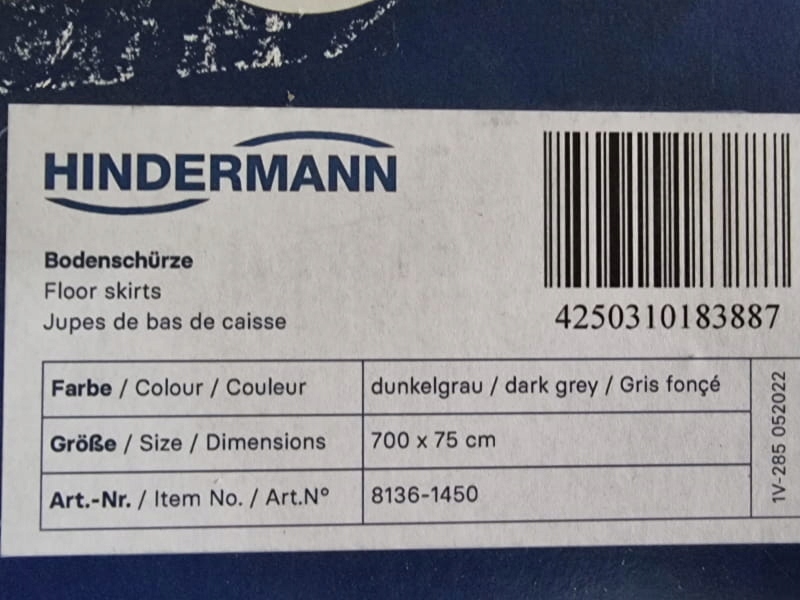 HINDERMANN
Bodenschürze
Floor skirts
Jupes de bas de caisse
4250310183887
Farbe / Colour / Couleur dunkelgrau / dark grey / Gris fonçé
Größe / Size / Dimensions 700 x 75 cm
Art.-Nr. / Item No. / Art.N° 8136-1450
1V-285 052022